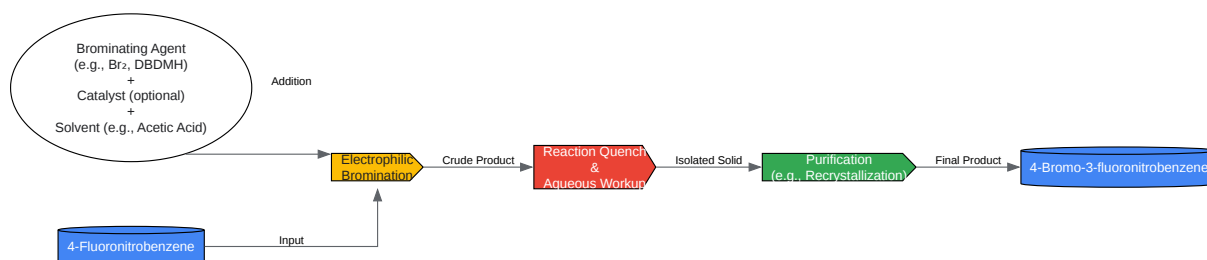 Brominating Agent
(e.g., Br₂, DBDMH)
+
Catalyst (optional)
+
Solvent (e.g., Acetic Acid)
Addition
Electrophilic
Bromination
Crude Product
Reaction Quench
&
Aqueous Workup
Isolated Solid
Purification
(e.g., Recrystallization)
Final Product
4-Bromo-3-fluoronitrobenzene
4-Fluoronitrobenzene
Input